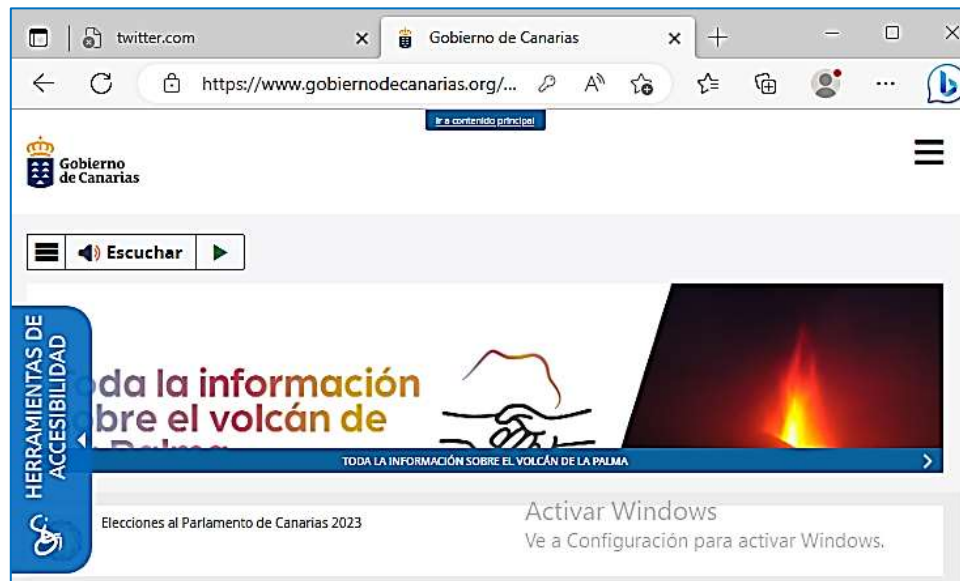 twitter.com
Gobierno de Canarias
https://www.gobiernodecanarias.org/...
Ir a contenido principal
Gobierno
de Canarias
Escuchar
HERRAMIENTAS DE
ACCESIBILIDAD
oda la información
bre el volcán de
Palma
TODA LA INFORMACIÓN SOBRE EL VOLCÁN DE LA PALMA
Elecciones al Parlamento de Canarias 2023
Activar Windows
Ve a Configuración para activar Windows.